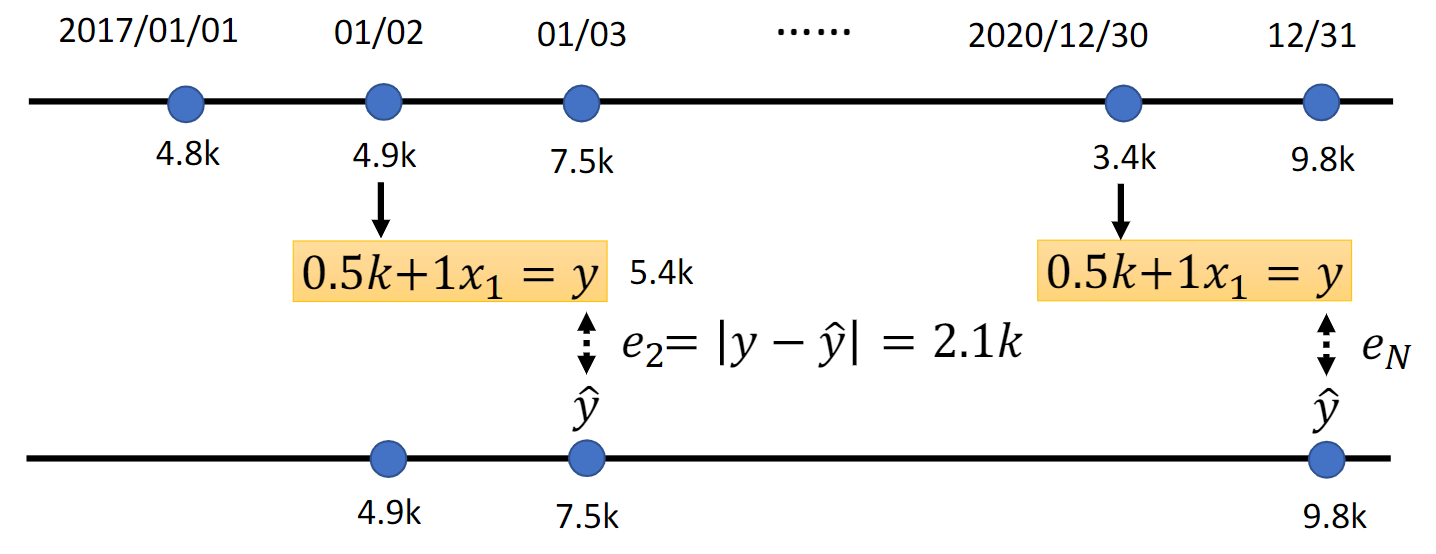 2017/01/01 01/02 01/03 ...... 2020/12/30 12/31
4.8k 4.9k 7.5k 3.4k 9.8k
0.5k+1x₁ = y 5.4k 0.5k+1x₁ = y
e₂= |y − ŷ| = 2.1k e_N
ŷ ŷ
4.9k 7.5k 9.8k